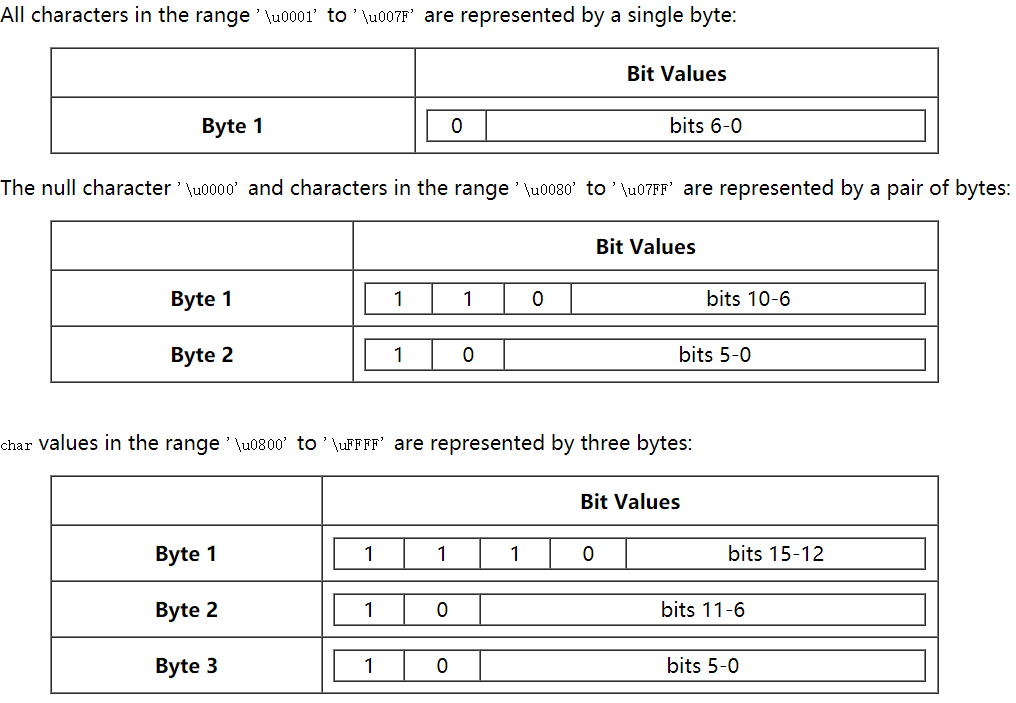 All characters in the range '\u0001' to '\u007F' are represented by a single byte:
Bit Values
Byte 1 0 bits 6-0
The null character '\u0000' and characters in the range '\u0080' to '\u07FF' are represented by a pair of bytes:
Bit Values
Byte 1 1 1 0 bits 10-6
Byte 2 1 0 bits 5-0
char values in the range '\u0800' to '\uFFFF' are represented by three bytes:
Bit Values
Byte 1 1 1 1 0 bits 15-12
Byte 2 1 0 bits 11-6
Byte 3 1 0 bits 5-0